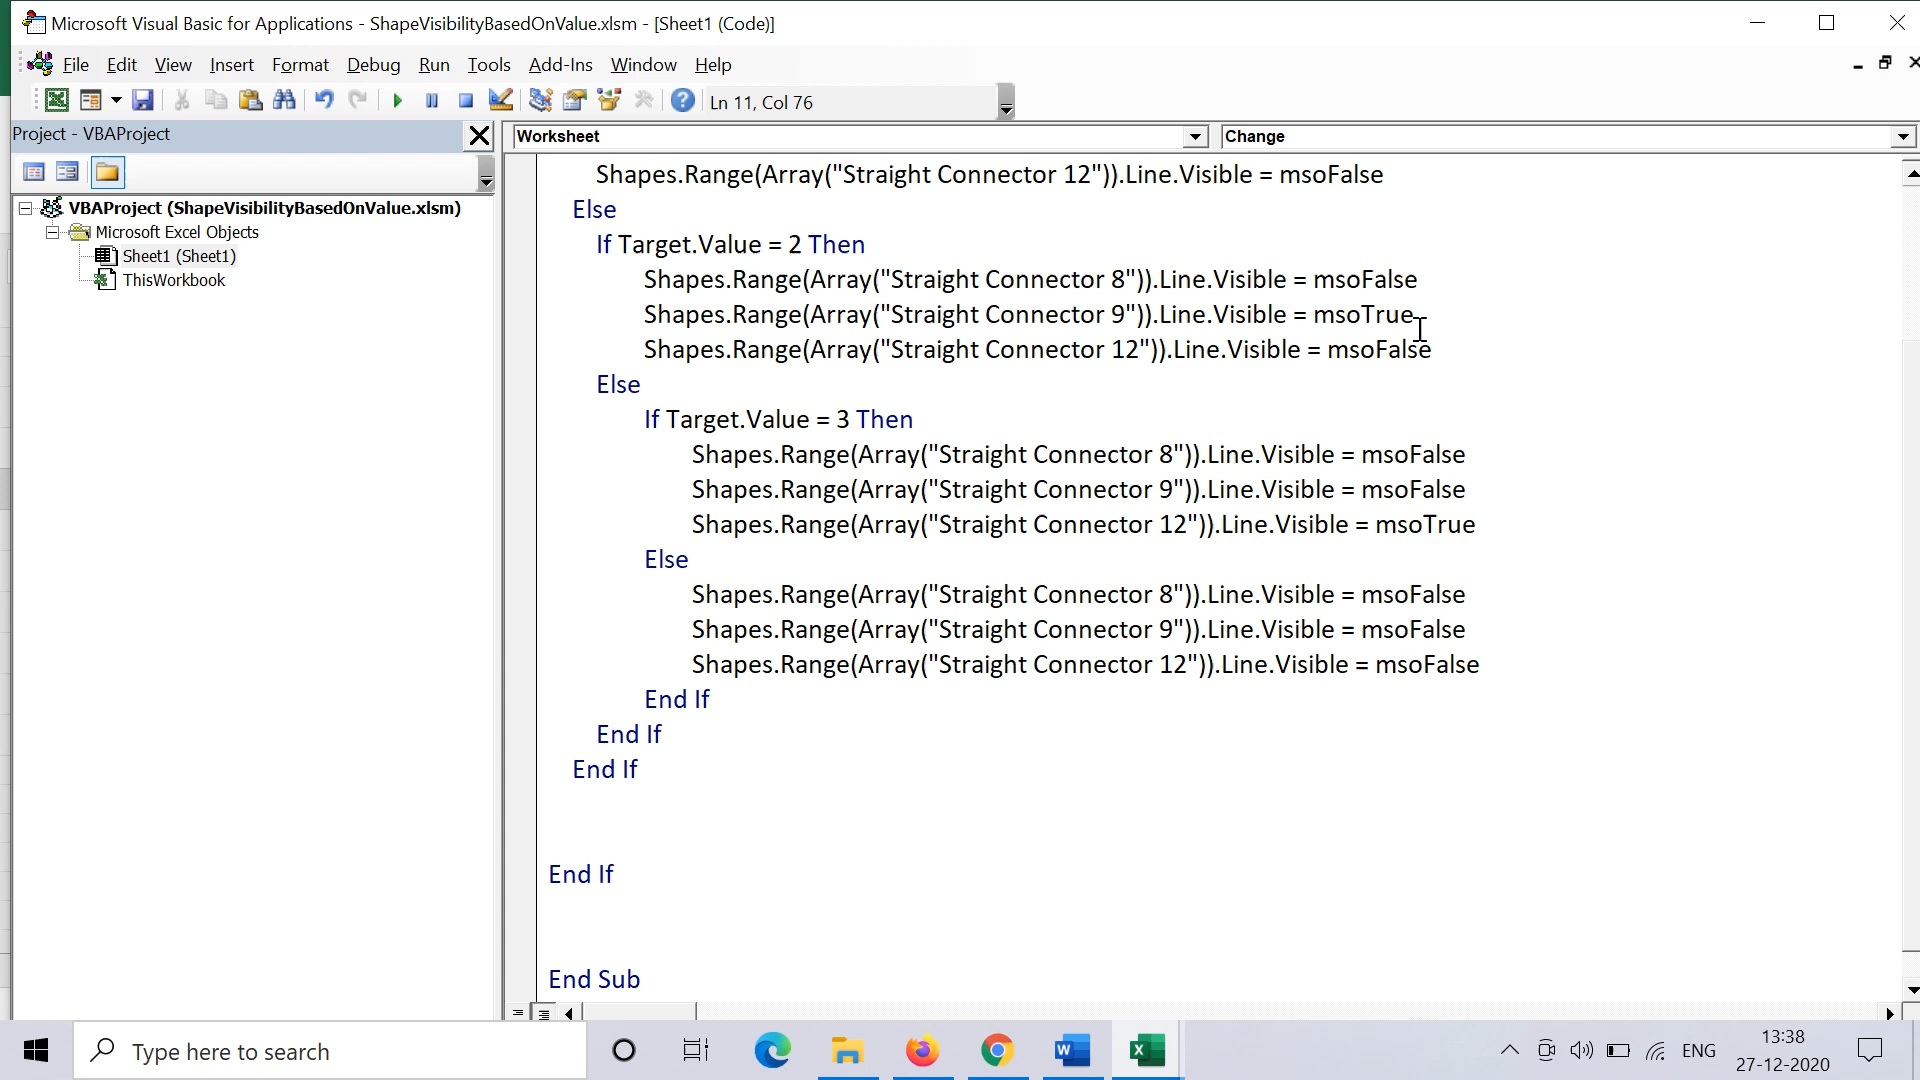 Microsoft Visual Basic for Applications - ShapeVisibilityBasedOnValue.xlsm - [Sheet1 (Code)]
File Edit View Insert Format Debug Run Tools Add-Ins Window Help
Ln 11, Col 76
Project - VBAProject
Worksheet
Change
VBAProject (ShapeVisibilityBasedOnValue.xlsm)
Microsoft Excel Objects
Sheet1 (Sheet1)
ThisWorkbook
Shapes.Range(Array("Straight Connector 12")).Line.Visible = msoFalse
Else
If Target.Value = 2 Then
Shapes.Range(Array("Straight Connector 8")).Line.Visible = msoFalse
Shapes.Range(Array("Straight Connector 9")).Line.Visible = msoTrue
Shapes.Range(Array("Straight Connector 12")).Line.Visible = msoFalse
Else
If Target.Value = 3 Then
Shapes.Range(Array("Straight Connector 8")).Line.Visible = msoFalse
Shapes.Range(Array("Straight Connector 9")).Line.Visible = msoFalse
Shapes.Range(Array("Straight Connector 12")).Line.Visible = msoTrue
Else
Shapes.Range(Array("Straight Connector 8")).Line.Visible = msoFalse
Shapes.Range(Array("Straight Connector 9")).Line.Visible = msoFalse
Shapes.Range(Array("Straight Connector 12")).Line.Visible = msoFalse
End If
End If
End If
End If
End Sub
Type here to search
ENG
13:38
27-12-2020